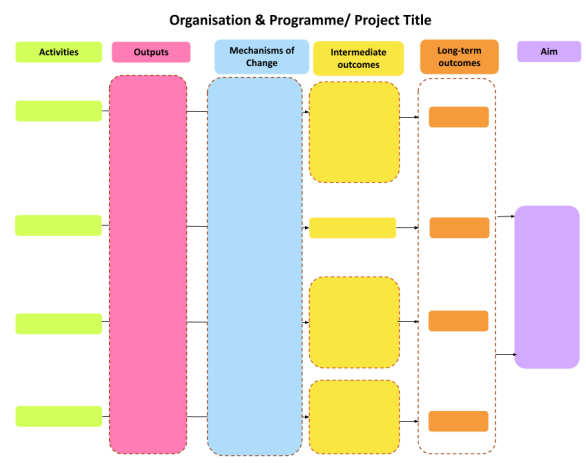 Organisation & Programme/ Project Title
Activities
Outputs
Mechanisms of
Change
Intermediate
outcomes
Long-term
outcomes
Aim